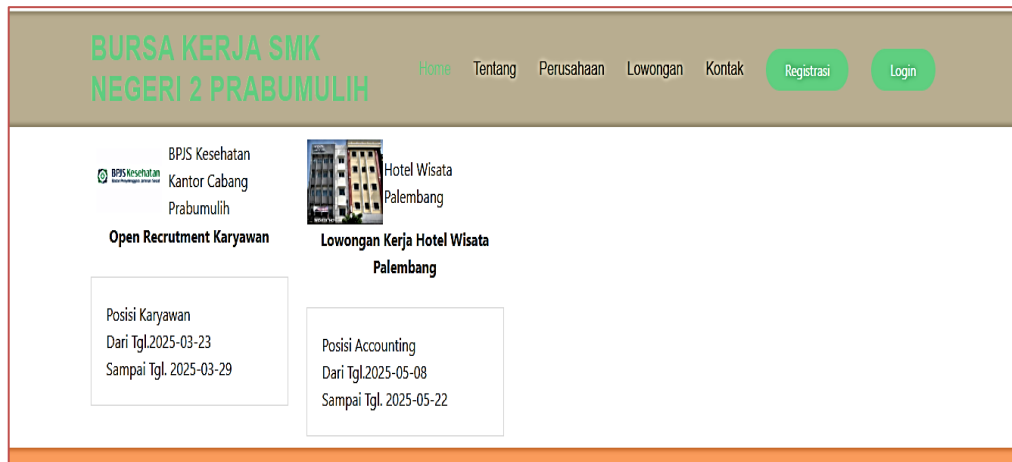 BURSA KERJA SMK
NEGERI 2 PRABUMULIH
Home Tentang Perusahaan Lowongan Kontak Registrasi Login
BPJS Kesehatan
BPJS Kesehatan
Kantor Cabang
Prabumulih
Open Recrutment Karyawan
Posisi Karyawan
Dari Tgl.2025-03-23
Sampai Tgl. 2025-03-29
Hotel Wisata
Palembang
Lowongan Kerja Hotel Wisata
Palembang
Posisi Accounting
Dari Tgl.2025-05-08
Sampai Tgl. 2025-05-22